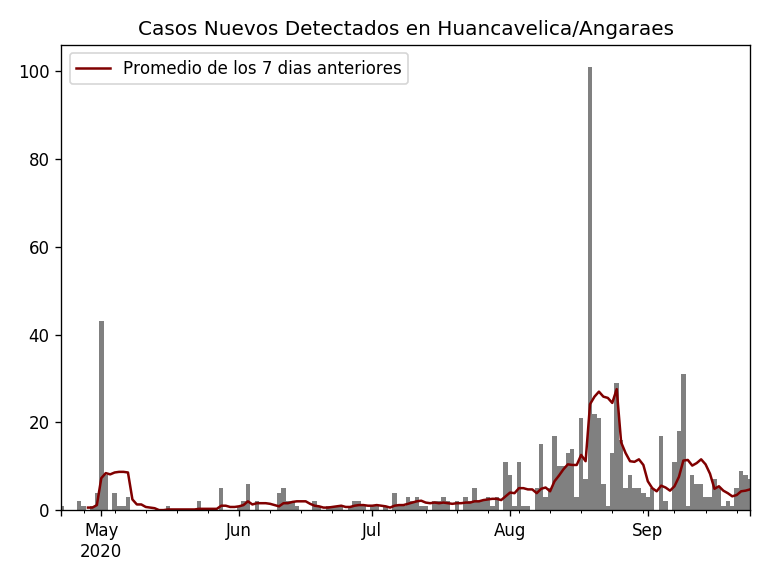 Casos Nuevos Detectados en Huancavelica/Angaraes
Promedio de los 7 dias anteriores
100
80
60
40
20
0
May Jun Jul Aug Sep
2020